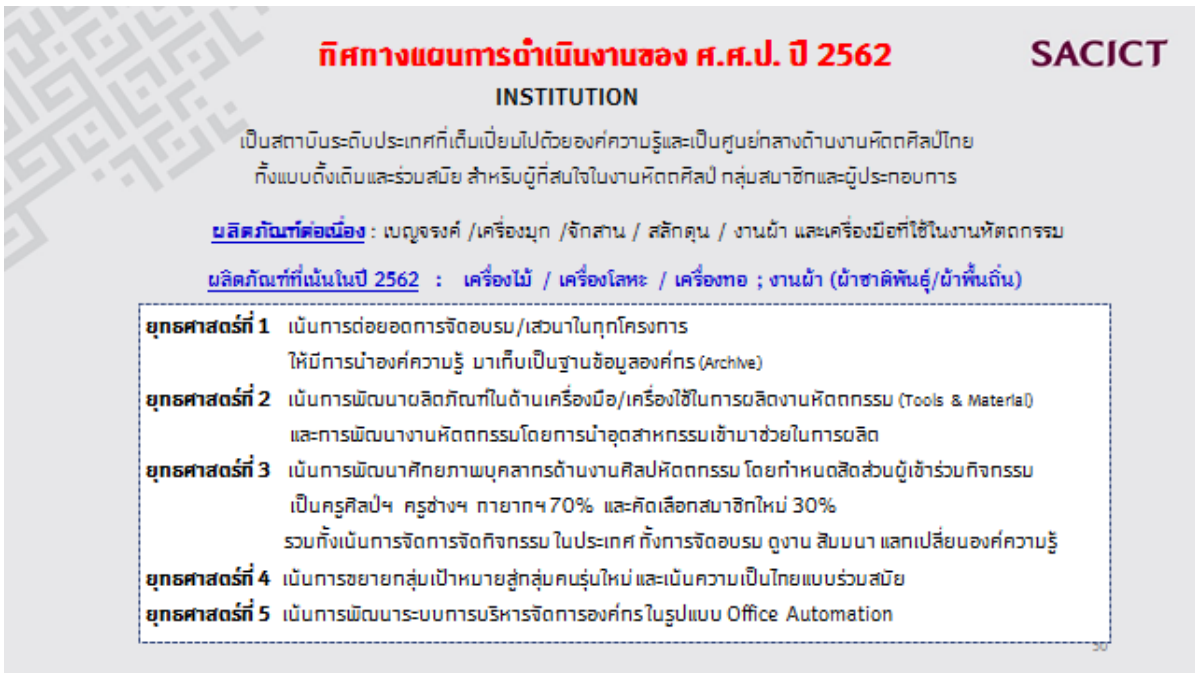 ทิศทางแผนการดำเนินงานของ ศ.ศ.ป. ปี 2562
SACICT
INSTITUTION
เป็นสถาบันระดับประเทศที่เต็มเปี่ยมไปด้วยองค์ความรู้และเป็นศูนย์กลางด้านงานหัตถศิลป์ไทย
ทั้งแบบดั้งเดิมและร่วมสมัย สำหรับผู้ที่สนใจในงานหัตถศิลป์ กลุ่มสมาชิกและผู้ประกอบการ
ผลิตภัณฑ์ต่อเนื่อง : เบญจรงค์ /เครื่องมุก /จักสาน / สลักดุน / งานผ้า และเครื่องมือที่ใช้ในงานหัตถกรรม
ผลิตภัณฑ์ที่เน้นในปี 2562 : เครื่องไม้ / เครื่องโลหะ / เครื่องทอ ; งานผ้า (ผ้าชาติพันธุ์/ผ้าพื้นถิ่น)
ยุทธศาสตร์ที่ 1 เน้นการต่อยอดการจัดอบรม/เสวนาในทุกโครงการ
ให้มีการนำองค์ความรู้ มาเก็บเป็นฐานข้อมูลองค์กร (Archive)
ยุทธศาสตร์ที่ 2 เน้นการพัฒนาผลิตภัณฑ์ในด้านเครื่องมือ/เครื่องใช้ในการผลิตงานหัตถกรรม (Tools & Material)
และการพัฒนางานหัตถกรรมโดยการนำอุตสาหกรรมเข้ามาช่วยในการผลิต
ยุทธศาสตร์ที่ 3 เน้นการพัฒนาศักยภาพบุคลากรด้านงานศิลปหัตถกรรม โดยกำหนดสัดส่วนผู้เข้าร่วมกิจกรรม
เป็นครูศิลป์ฯ ครูช่างฯ ทายาทฯ 70% และคัดเลือกสมาชิกใหม่ 30%
รวมทั้งเน้นการจัดการจัดกิจกรรม ในประเทศ ทั้งการจัดอบรม ดูงาน สัมมนา แลกเปลี่ยนองค์ความรู้
ยุทธศาสตร์ที่ 4 เน้นการขยายกลุ่มเป้าหมายสู่กลุ่มคนรุ่นใหม่ และเน้นความเป็นไทยแบบร่วมสมัย
ยุทธศาสตร์ที่ 5 เน้นการพัฒนาระบบการบริหารจัดการองค์กร ในรูปแบบ Office Automation